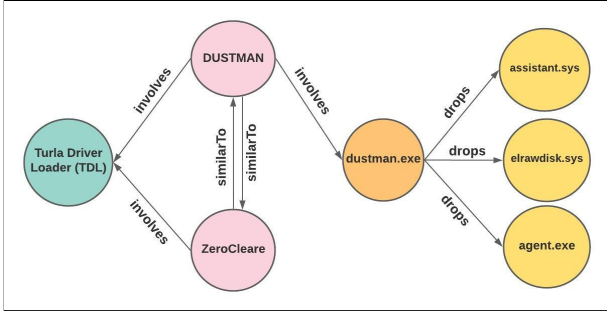 DUSTMAN
assistant.sys
involves
involves
drops
similarTo
similarTo
Turla Driver
Loader (TDL)
dustman.exe
drops
elrawdisk.sys
involves
drops
ZeroCleare
agent.exe